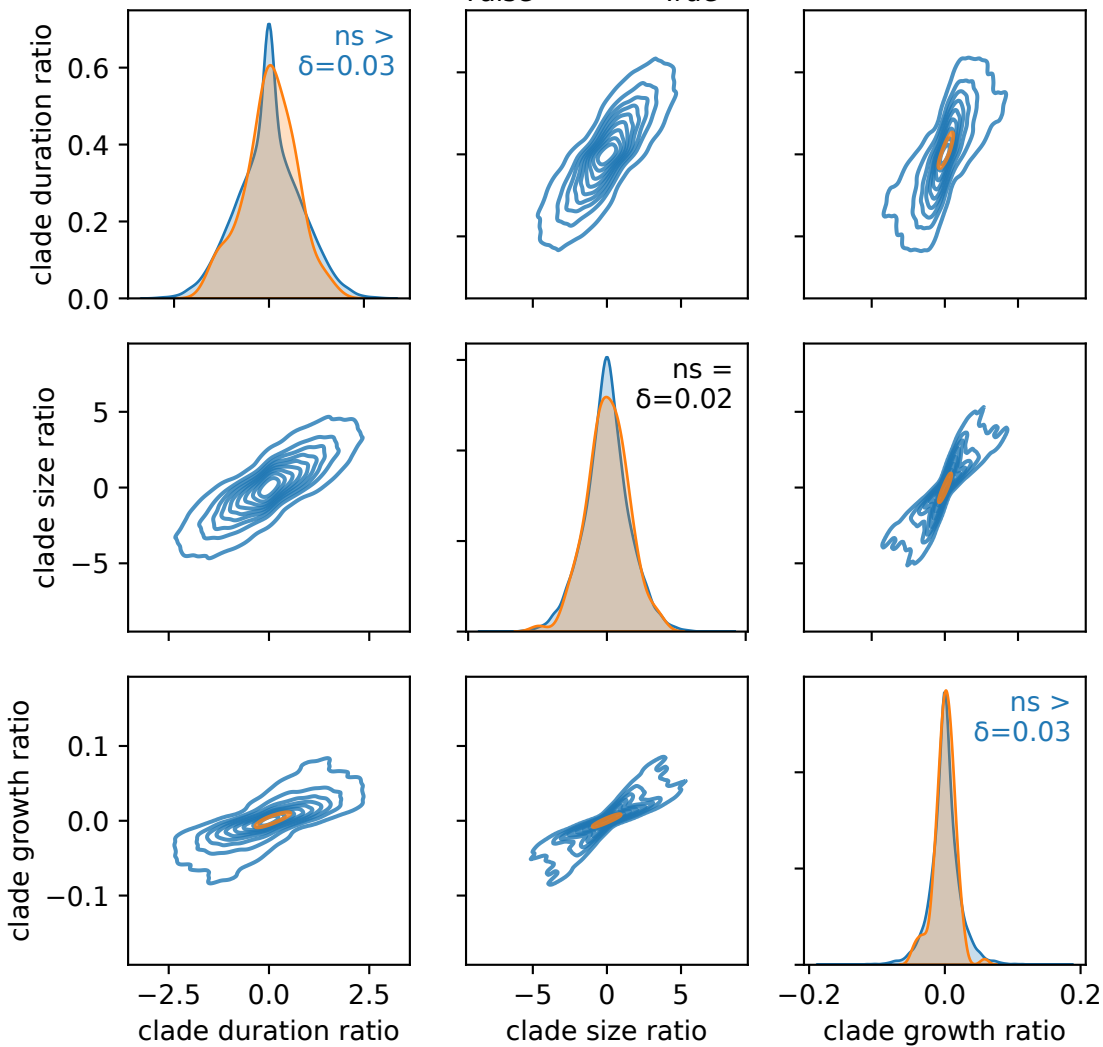 True
clade duration ratio
0.6
0.4
0.2
0.0
ns >
δ=0.03
clade size ratio
5
0
−5
ns =
δ=0.02
clade growth ratio
0.1
0.0
−0.1
ns >
δ=0.03
−2.5 0.0 2.5
−5 0 5
−0.2 0.0 0.2
clade duration ratio
clade size ratio
clade growth ratio